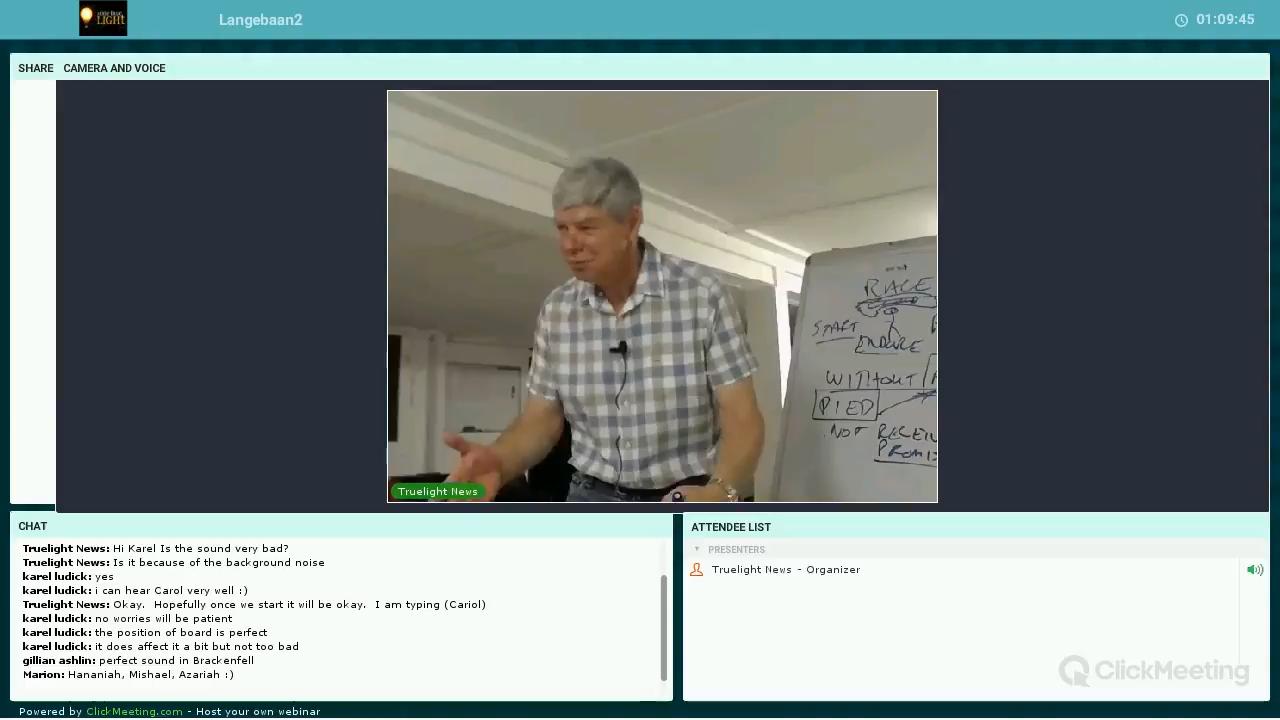 LIGHT
Langebaan2
01:09:45
SHARE CAMERA AND VOICE
RACE
START
ENDURE
WITHOUT
DIED
NOT
Truelight News
CHAT
Truelight News: Hi Karel Is the sound very bad?
Truelight News: Is it because of the background noise
karel ludick: yes
karel ludick: i can hear Carol very well :)
Truelight News: Okay. Hopefully once we start it will be okay. I am typing (Cariol)
karel ludick: no worries will be patient
karel ludick: the position of board is perfect
karel ludick: it does affect it a bit but not too bad
gillian ashlin: perfect sound in Brackenfell
Marion: Hananiah, Mishael, Azariah :)
ATTENDEE LIST
PRESENTERS
Truelight News - Organizer
ClickMeeting
Powered by ClickMeeting.com - Host your own webinar